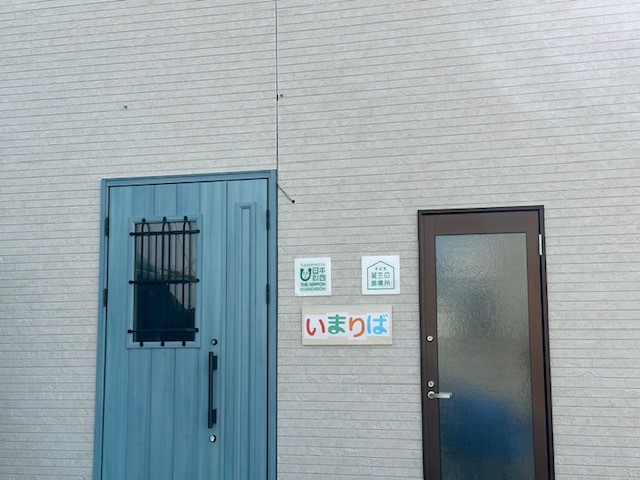 Supported by
日本
財団
THE NIPPON
FOUNDATION
子ども
第三の
居場所
いまりば